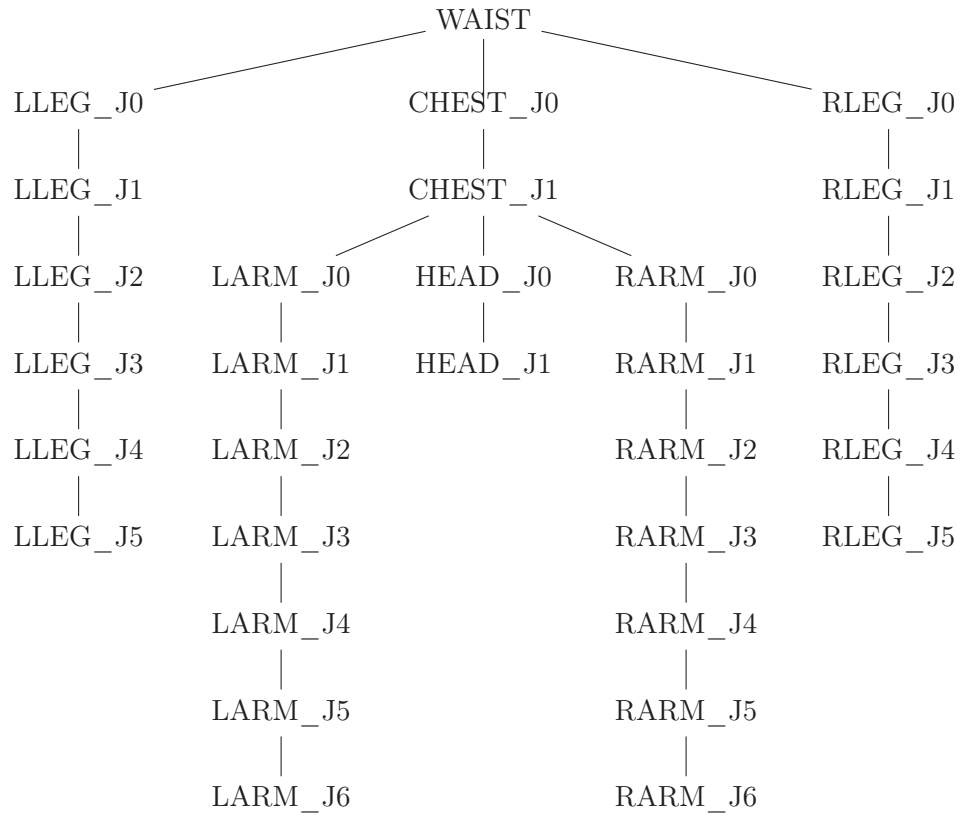 WAIST
LLEG_J0 CHEST_J0 RLEG_J0
LLEG_J1 CHEST_J1 RLEG_J1
LLEG_J2 LARM_J0 HEAD_J0 RARM_J0 RLEG_J2
LLEG_J3 LARM_J1 HEAD_J1 RARM_J1 RLEG_J3
LLEG_J4 LARM_J2 RARM_J2 RLEG_J4
LLEG_J5 LARM_J3 RARM_J3 RLEG_J5
LARM_J4 RARM_J4
LARM_J5 RARM_J5
LARM_J6 RARM_J6